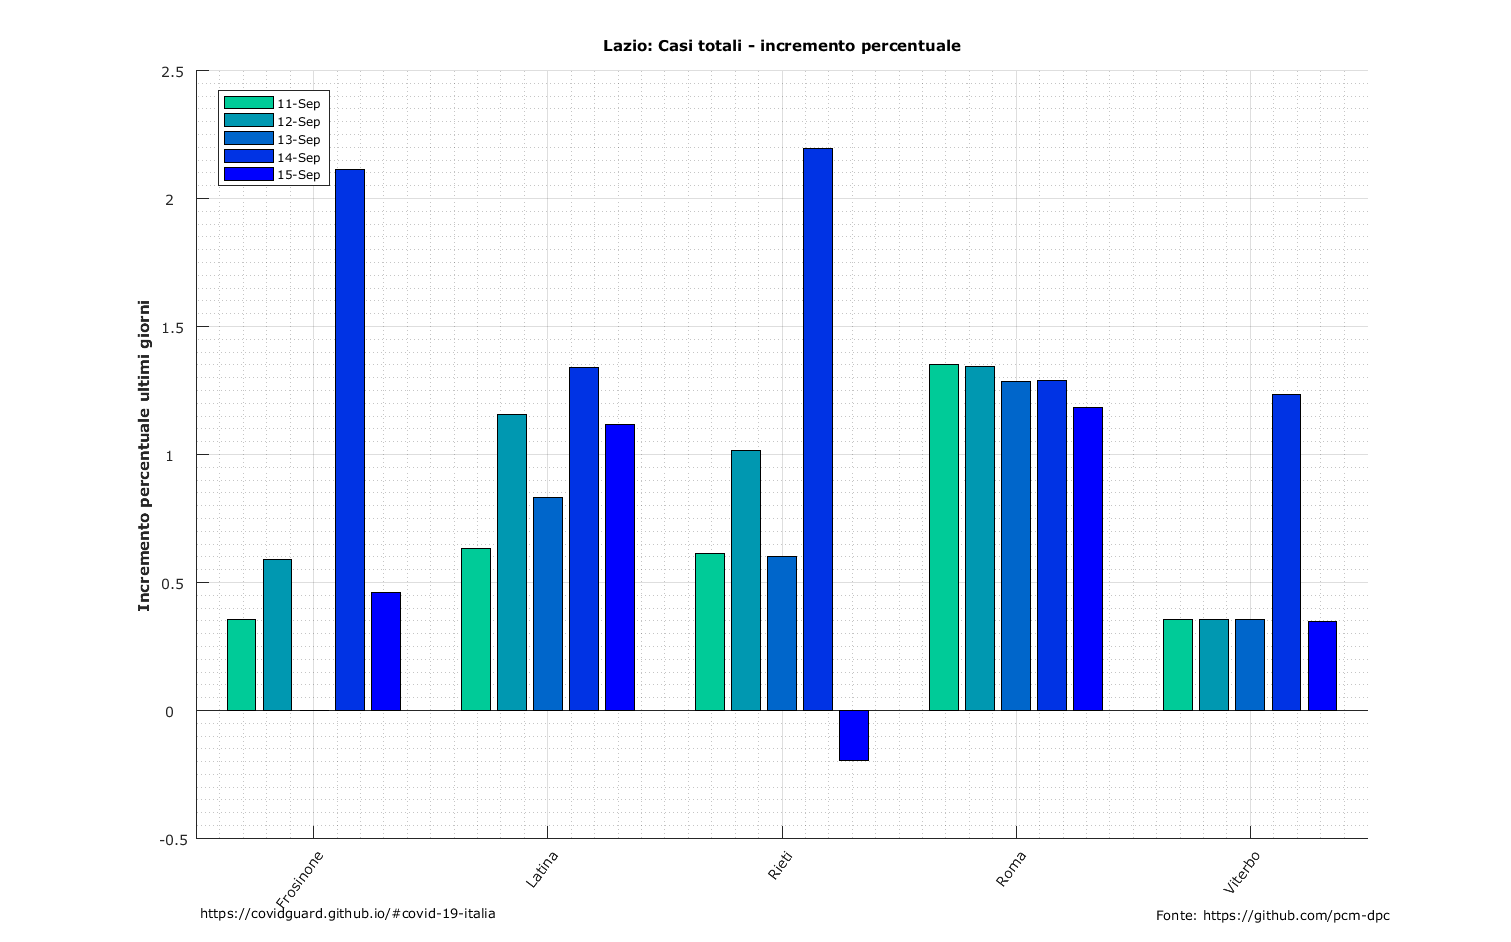 Lazio: Casi totali - incremento percentuale
2.5
2
1.5
1
0.5
0
-0.5
Incremento percentuale ultimi giorni
11-Sep
12-Sep
13-Sep
14-Sep
15-Sep
Frosinone
Latina
Rieti
Roma
Viterbo
https://covidguard.github.io/#covid-19-italia
Fonte: https://github.com/pcm-dpc